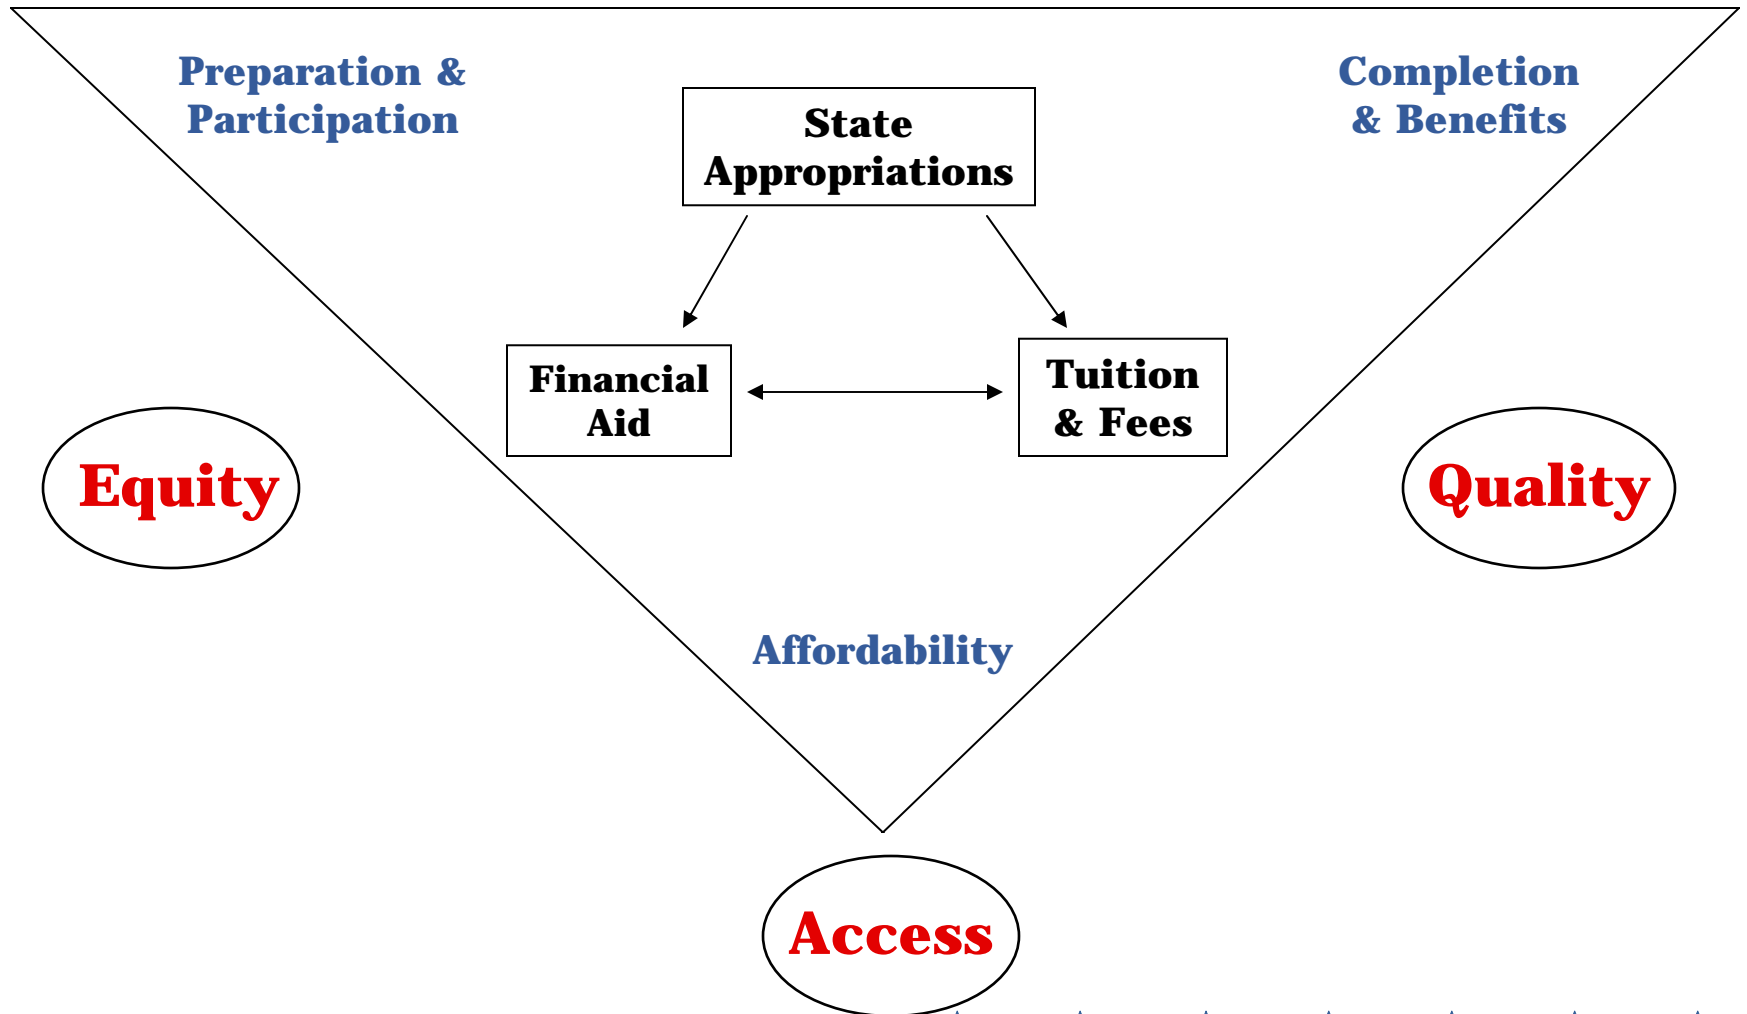 Preparation &
Participation
Completion
& Benefits
State
Appropriations
Financial
Aid
Tuition
& Fees
Equity
Quality
Affordability
Access